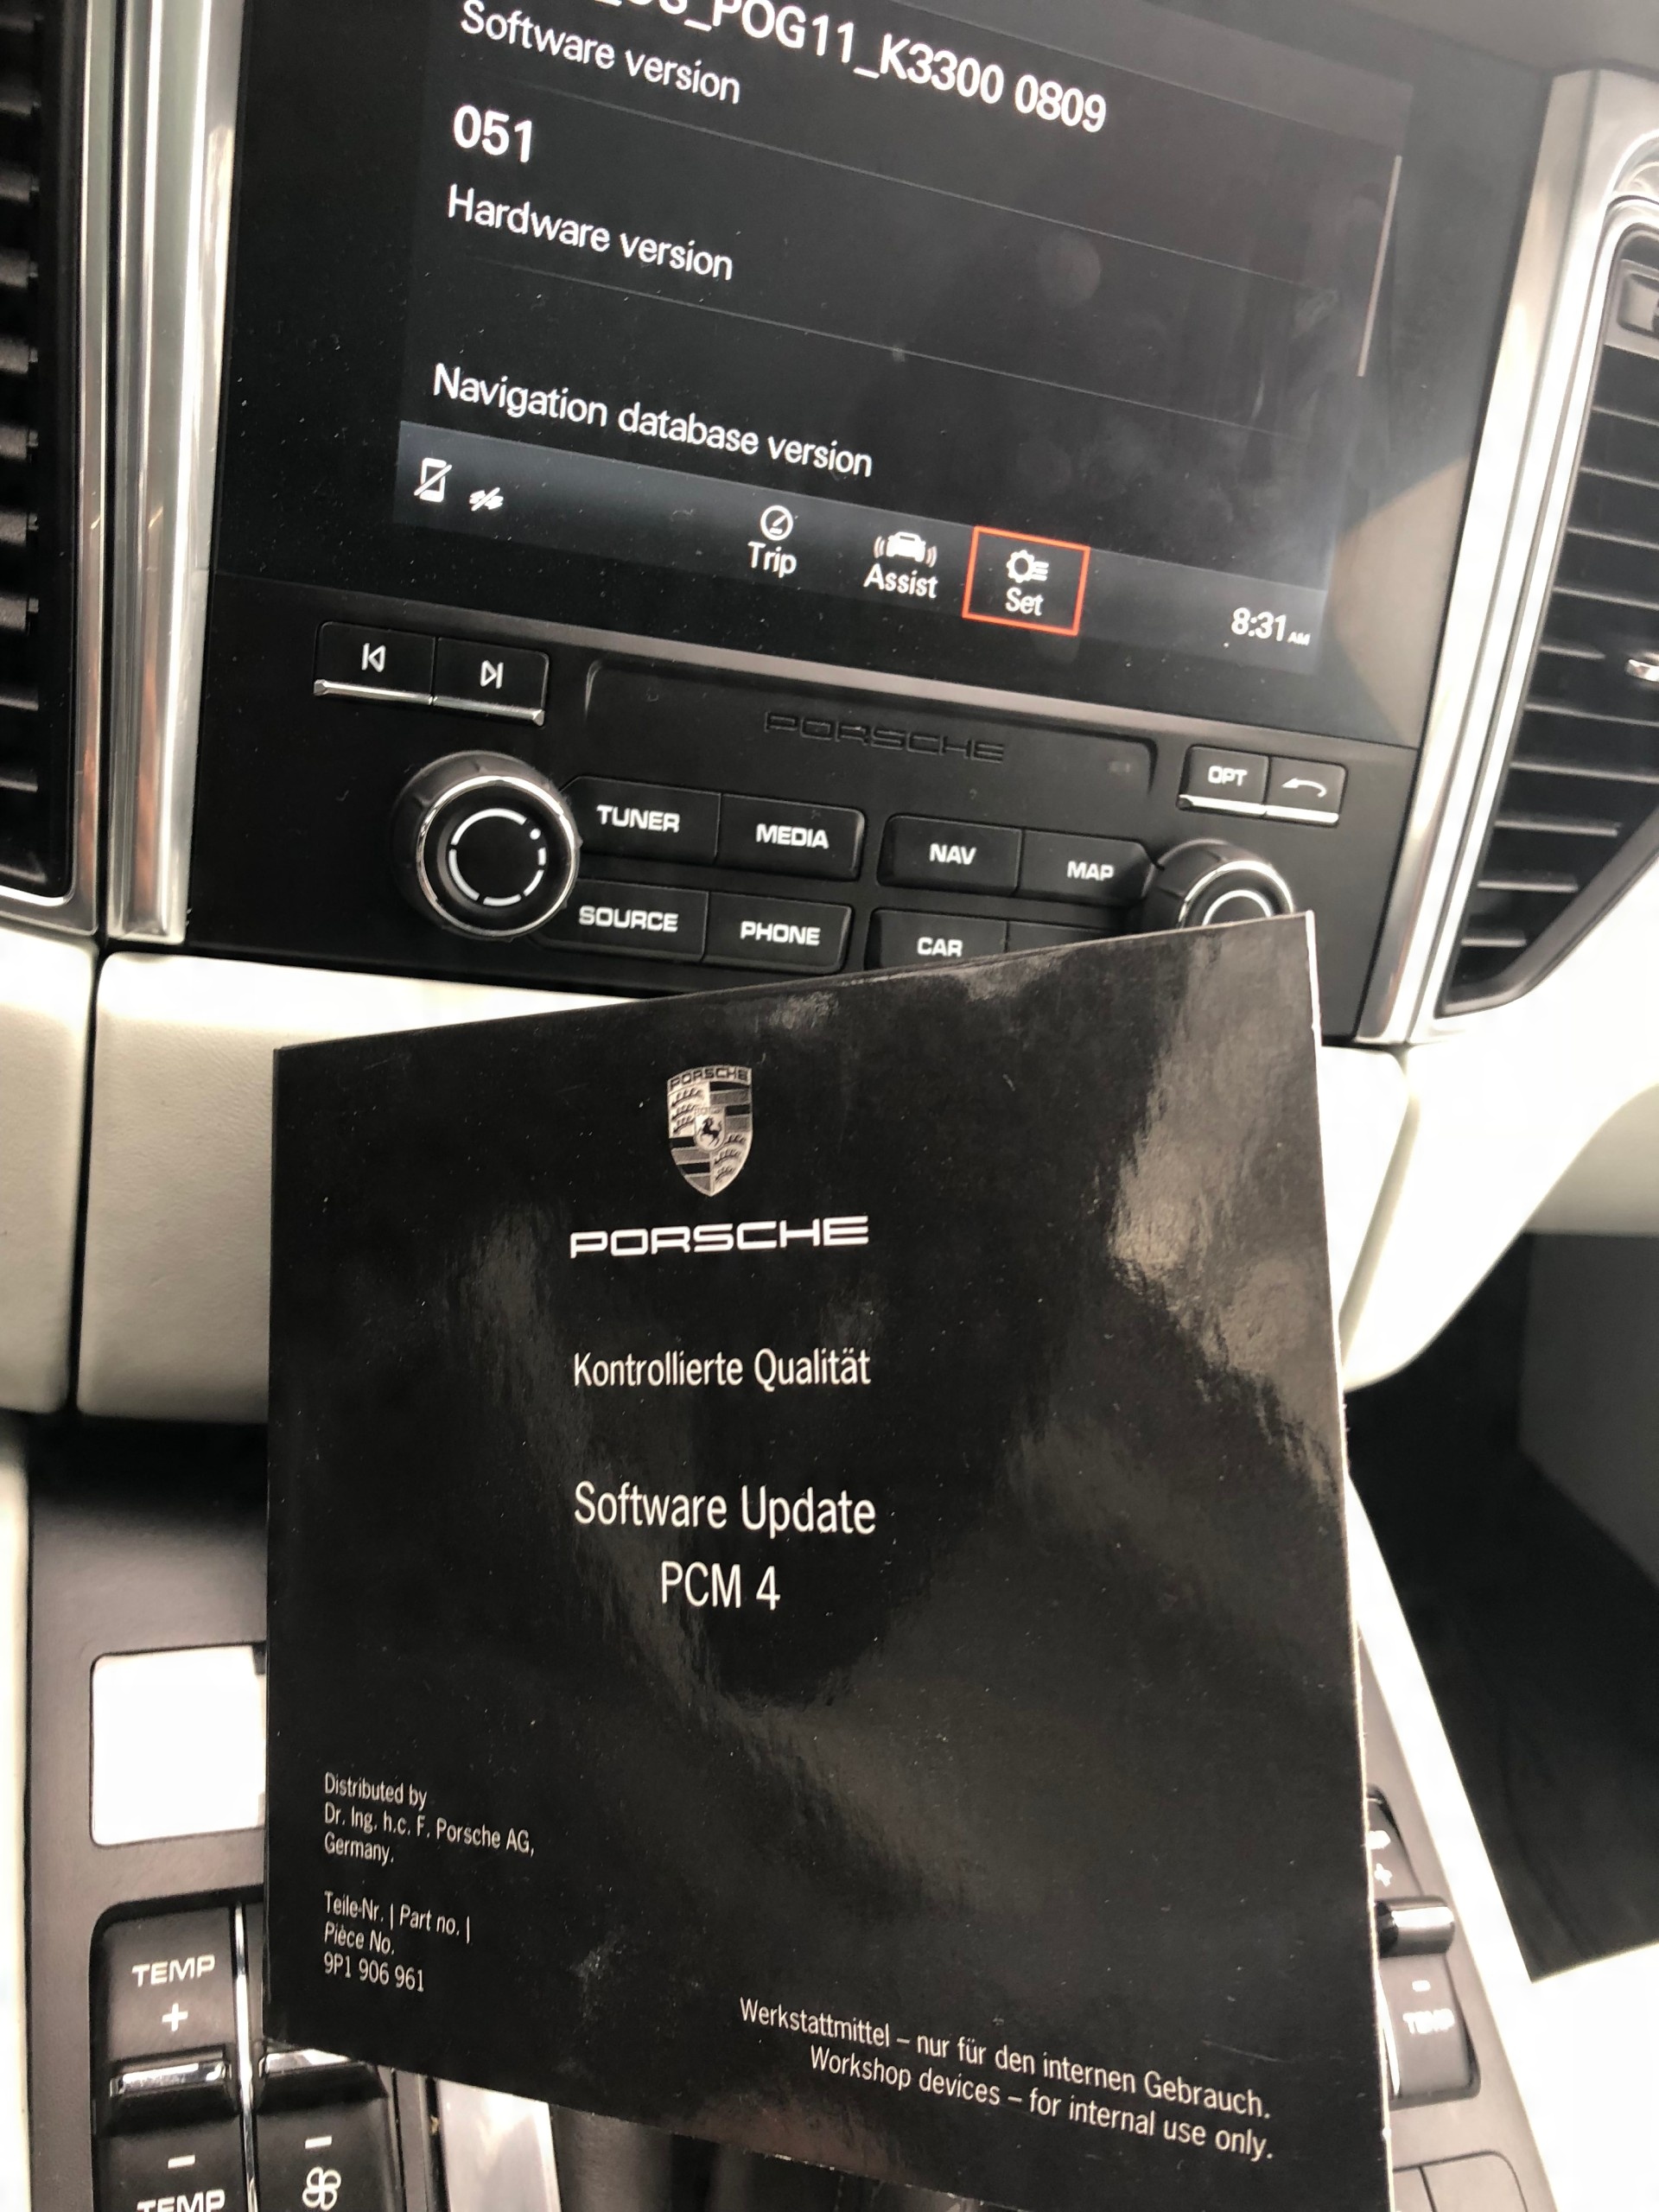 _POG11_K3300 0809
Software version
051
Hardware version
Navigation database version
Trip
Assist
Set
8:31 AM
PORSCHE
OPT
TUNER
MEDIA
NAV
MAP
SOURCE
PHONE
CAR
PORSCHE
PORSCHE
Kontrollierte Qualität
Software Update
PCM 4
Distributed by
Dr. Ing. h.c. F. Porsche AG,
Germany.
Teile-Nr. | Part no. |
Pièce No.
9P1 906 961
Werkstattmittel – nur für den internen Gebrauch.
Workshop devices – for internal use only.
TEMP
+
–
TEMP
–
+
–
TEMP